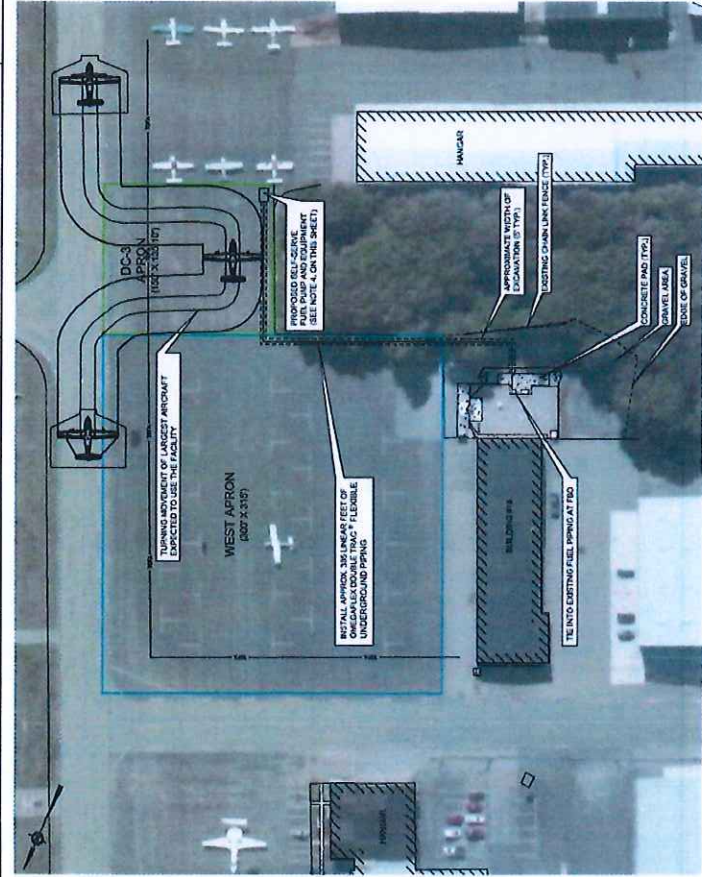 DC-3
APRON
TURNING MOVEMENT OF LARGEST AIRCRAFT
EXPECTED TO USE THE FACILITY
WEST APRON
(300' X 315')
PROPOSED SELF-SERVE
FUEL PUMP AND EQUIPMENT
(SEE NOTE 4, ON THIS SHEET)
INSTALL APPROX. 385 LINEAR FEET OF
OMEGAFLEX DOUBLE TRAC® FLEXIBLE
UNDERGROUND PIPING
HANGAR
APPROXIMATE WIDTH OF
EXCAVATION
EXISTING CHAIN LINK FENCE (TYP.)
CONCRETE PAD (TYP.)
GRAVEL AREA
EDGE OF GRAVEL
BUILDING
TIE INTO EXISTING FUEL PIPING AT FBO
HANGAR